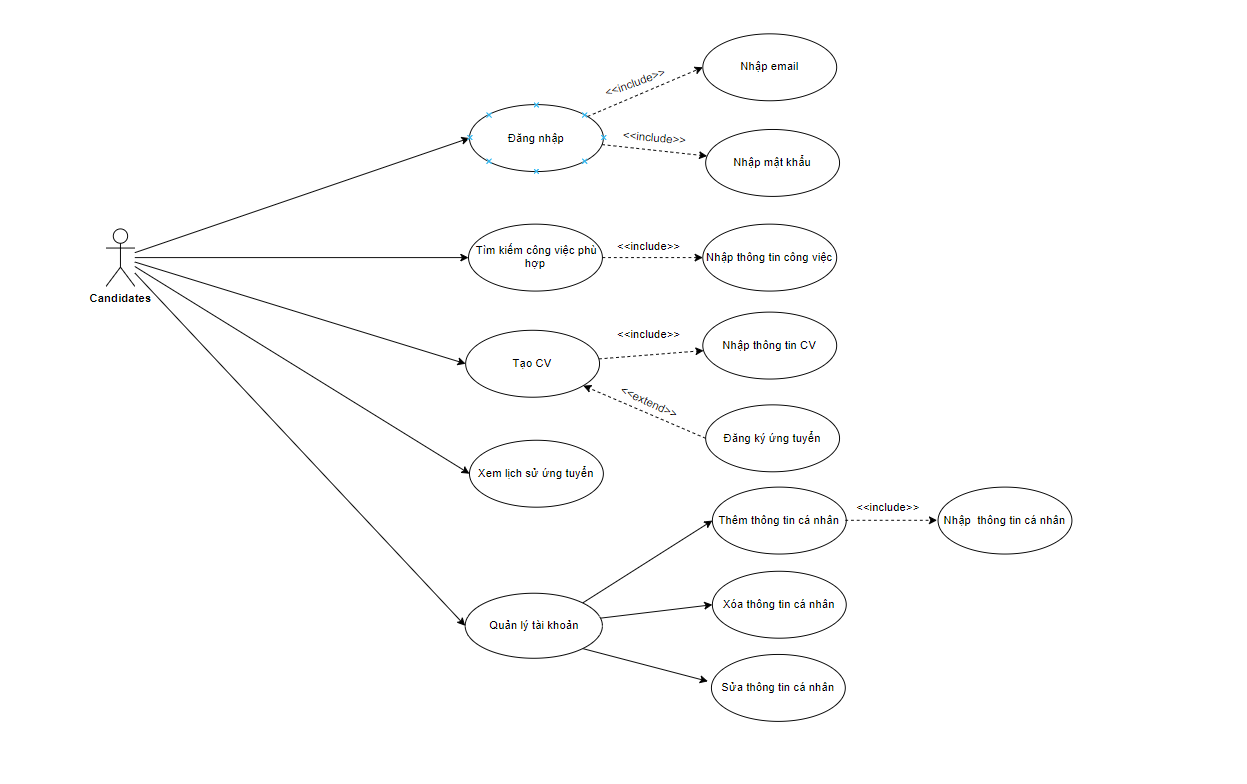 Nhập email
<<include>>
Đăng nhập
<<include>>
Nhập mật khẩu
Candidates
Tìm kiếm công việc phù
hợp
<<include>>
Nhập thông tin công việc
Tạo CV
<<include>>
Nhập thông tin CV
<<extend>>
Đăng ký ứng tuyển
Xem lịch sử ứng tuyển
Thêm thông tin cá nhân
<<include>>
Nhập  thông tin cá nhân
Xóa thông tin cá nhân
Quản lý tài khoản
Sửa thông tin cá nhân